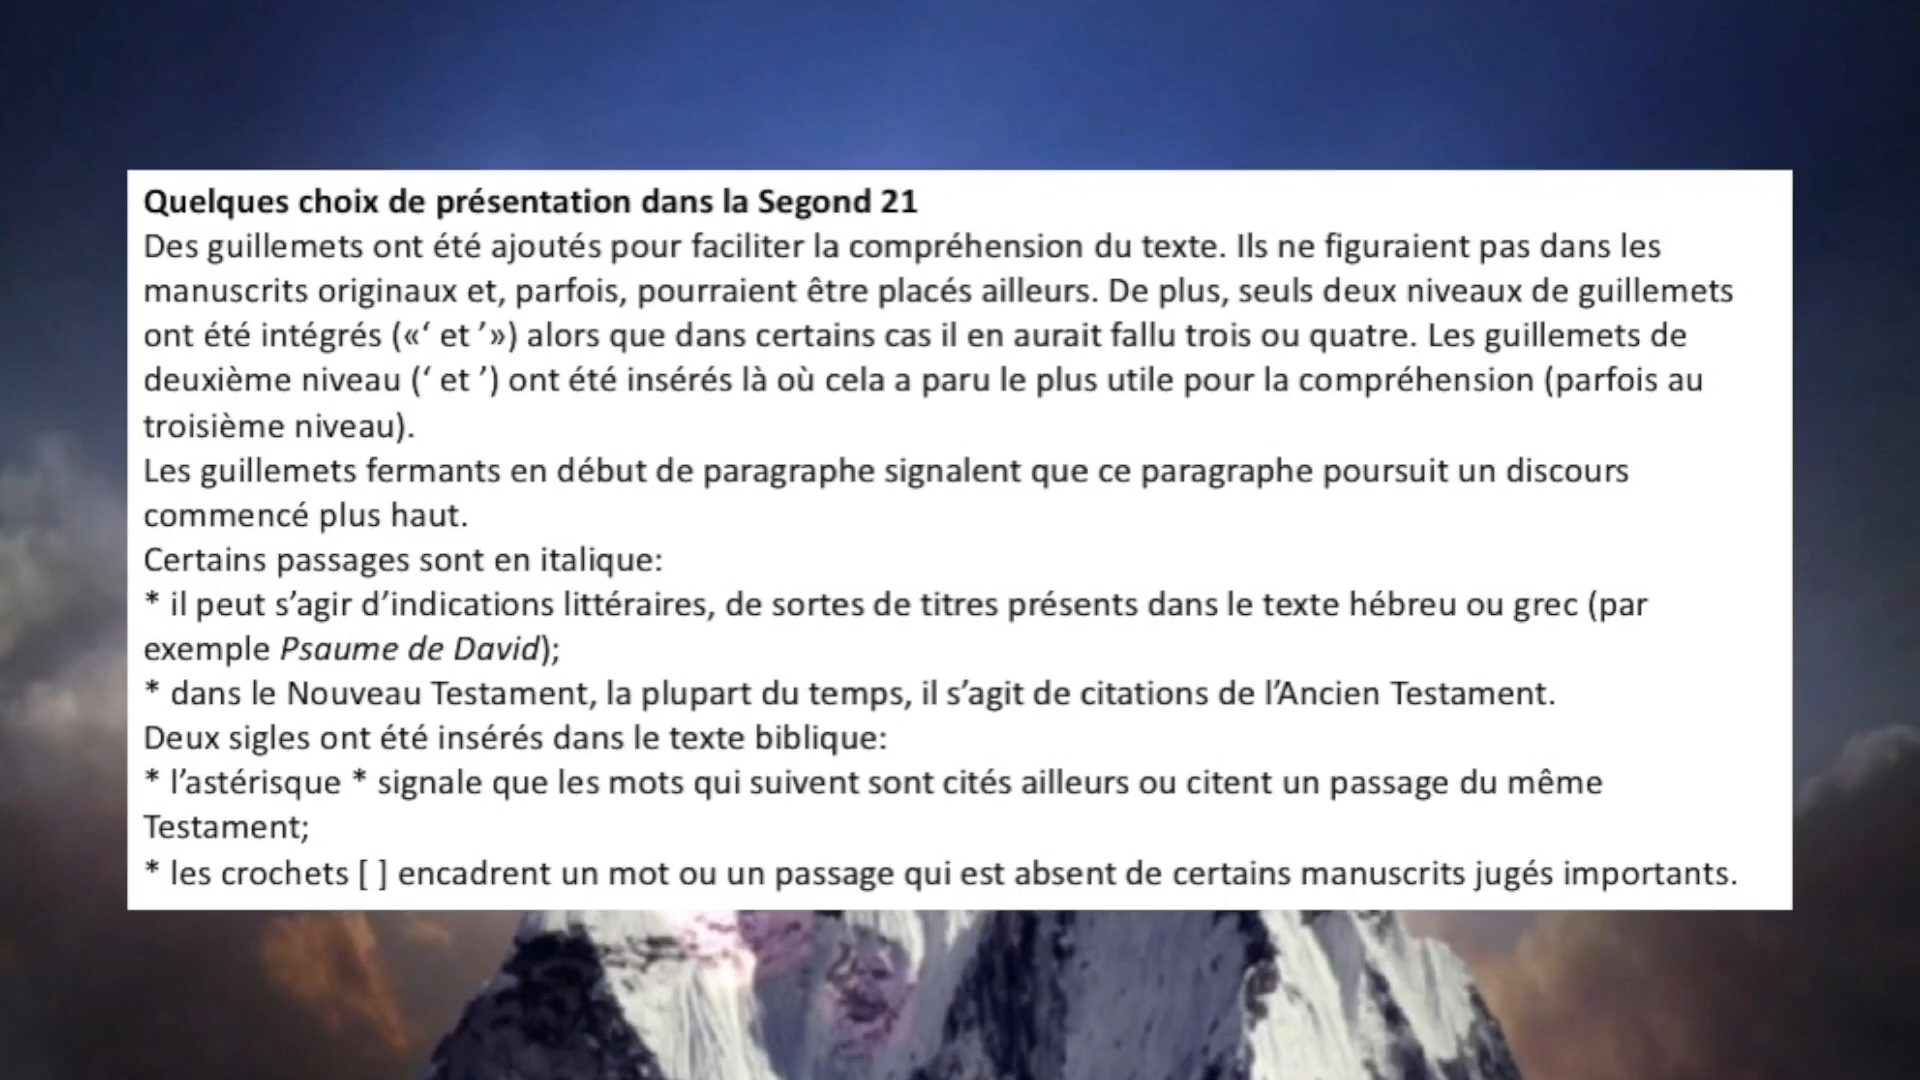 Quelques choix de présentation dans la Segond 21
Des guillemets ont été ajoutés pour faciliter la compréhension du texte. Ils ne figuraient pas dans les
manuscrits originaux et, parfois, pourraient être placés ailleurs. De plus, seuls deux niveaux de guillemets
ont été intégrés («‘ et ’») alors que dans certains cas il en aurait fallu trois ou quatre. Les guillemets de
deuxième niveau (‘ et ’) ont été insérés là où cela a paru le plus utile pour la compréhension (parfois au
troisième niveau).
Les guillemets fermants en début de paragraphe signalent que ce paragraphe poursuit un discours
commencé plus haut.
Certains passages sont en italique:
* il peut s’agir d’indications littéraires, de sortes de titres présents dans le texte hébreu ou grec (par
exemple Psaume de David);
* dans le Nouveau Testament, la plupart du temps, il s’agit de citations de l’Ancien Testament.
Deux sigles ont été insérés dans le texte biblique:
* l’astérisque * signale que les mots qui suivent sont cités ailleurs ou citent un passage du même
Testament;
* les crochets [ ] encadrent un mot ou un passage qui est absent de certains manuscrits jugés importants.